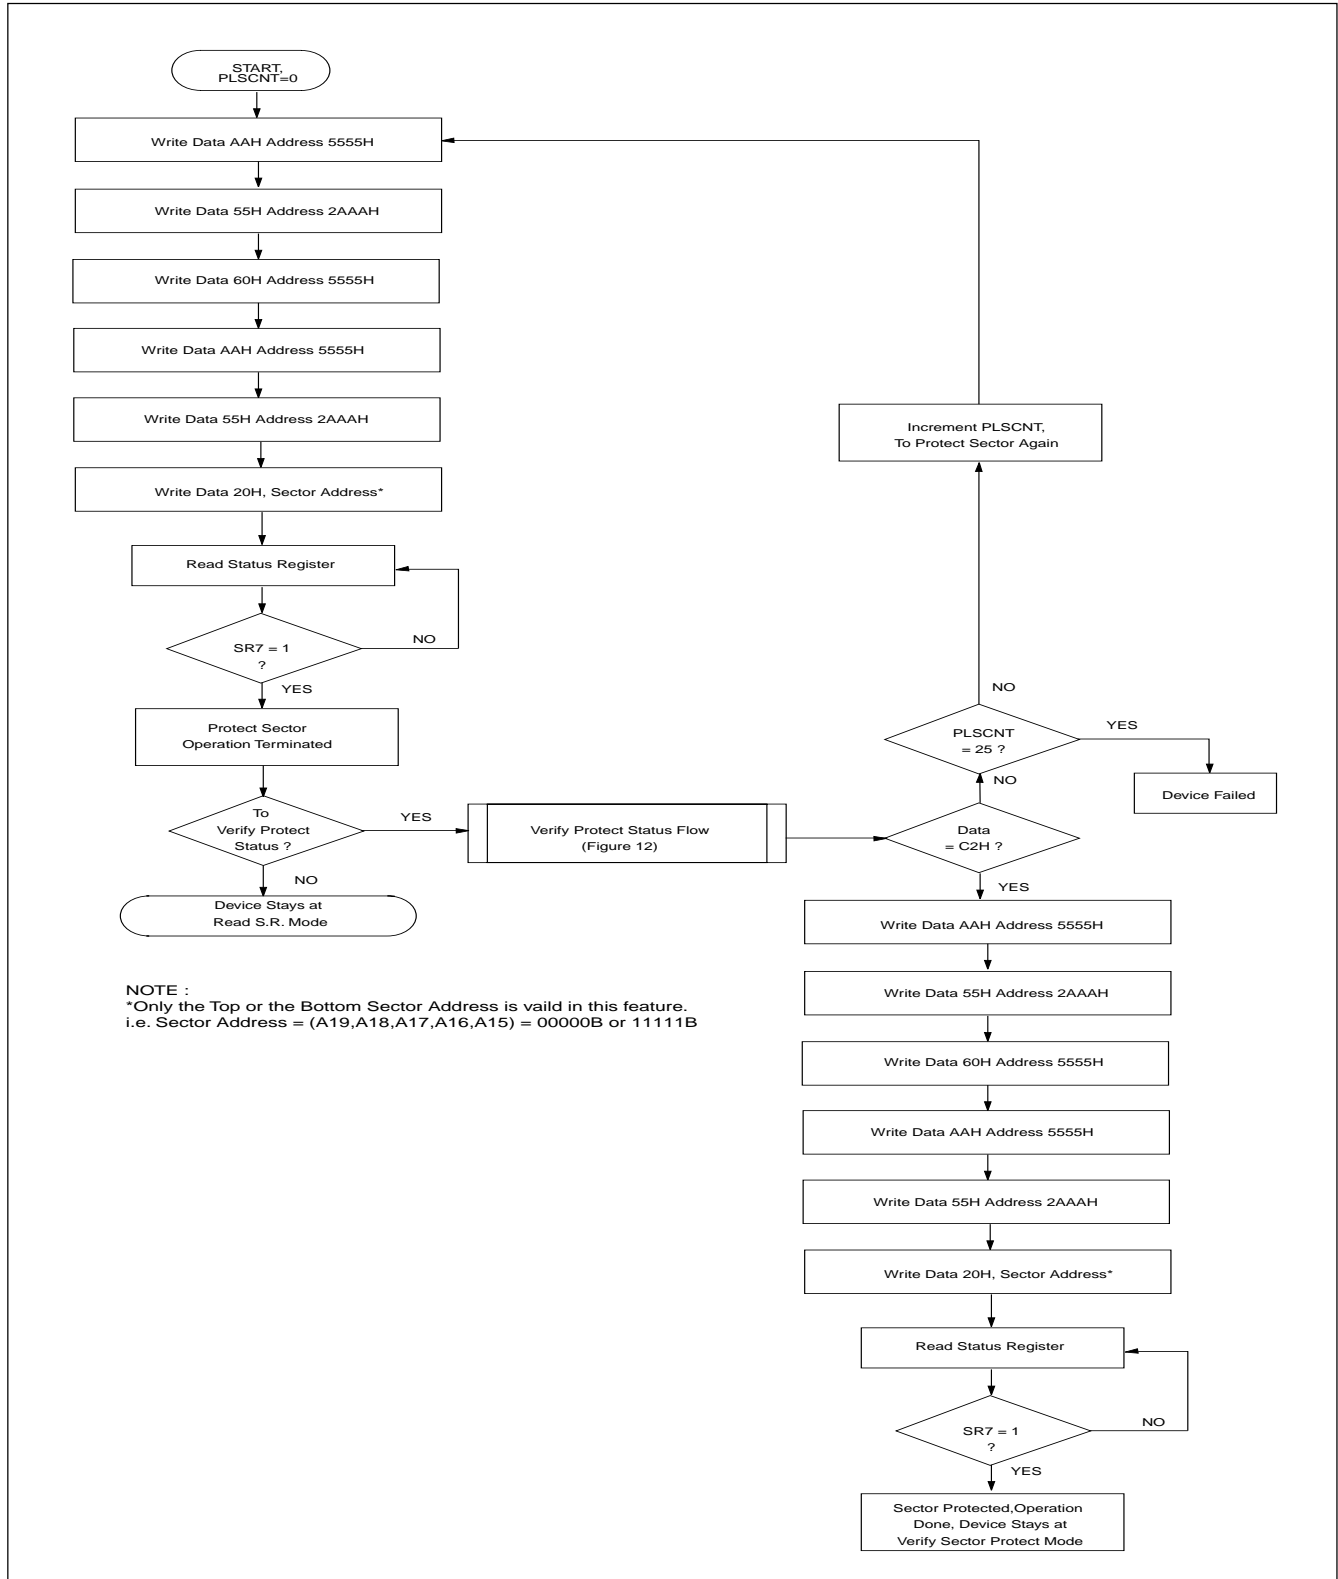 START,
PLSCNT=0
Write Data AAH Address 5555H
Write Data 55H Address 2AAAH
Write Data 60H Address 5555H
Write Data AAH Address 5555H
Write Data 55H Address 2AAAH
Write Data 20H, Sector Address*
Read Status Register
NO
SR7 = 1
?
YES
Protect Sector
Operation Terminated
To
Verify Protect
Status ?
YES
NO
Device Stays at
Read S.R. Mode
Verify Protect Status Flow
(Figure 12)
Increment PLSCNT,
To Protect Sector Again
NO
PLSCNT
= 25 ?
YES
Device Failed
NO
Data
= C2H ?
YES
Write Data AAH Address 5555H
Write Data 55H Address 2AAAH
Write Data 60H Address 5555H
Write Data AAH Address 5555H
Write Data 55H Address 2AAAH
Write Data 20H, Sector Address*
Read Status Register
NO
SR7 = 1
?
YES
Sector Protected,Operation
Done, Device Stays at
Verify Sector Protect Mode
NOTE :
*Only the Top or the Bottom Sector Address is vaild in this feature.
i.e. Sector Address = (A19,A18,A17,A16,A15) = 00000B or 11111B